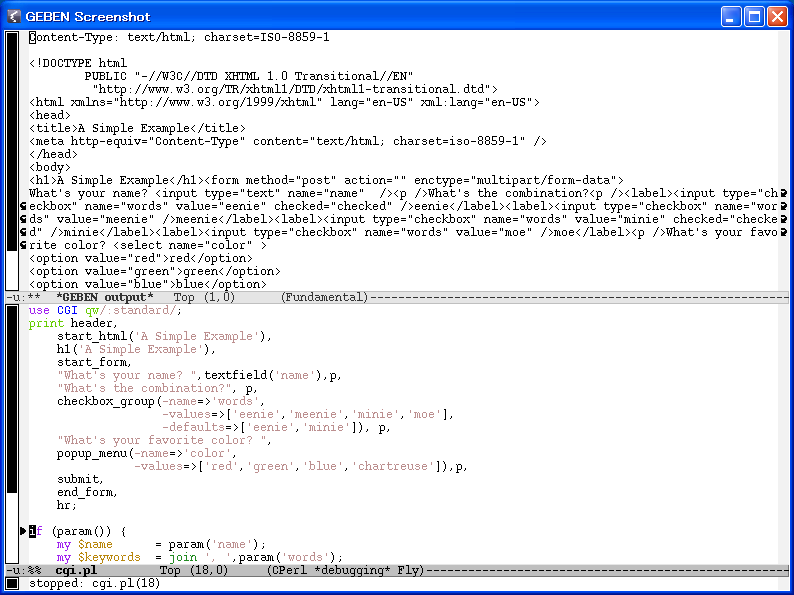 GEBEN Screenshot
Content-Type: text/html; charset=ISO-8859-1
<!DOCTYPE html
        PUBLIC "-//W3C//DTD XHTML 1.0 Transitional//EN"
         "http://www.w3.org/TR/xhtml1/DTD/xhtml1-transitional.dtd">
<html xmlns="http://www.w3.org/1999/xhtml" lang="en-US" xml:lang="en-US">
<head>
<title>A Simple Example</title>
<meta http-equiv="Content-Type" content="text/html; charset=iso-8859-1" />
</head>
<body>
<h1>A Simple Example</h1><form method="post" action="" enctype="multipart/form-data">
What's your name? <input type="text" name="name"  /><p />What's the combination?<p /><label><input type="ch
eckbox" name="words" value="eenie" checked="checked" />eenie</label><label><input type="checkbox" name="wor
ds" value="meenie" />meenie</label><label><input type="checkbox" name="words" value="minie" checked="checke
d" />minie</label><label><input type="checkbox" name="words" value="moe" />moe</label><p />What's your favo
rite color? <select name="color" >
<option value="red">red</option>
<option value="green">green</option>
<option value="blue">blue</option>
-u:**  *GEBEN output*   Top (1,0)      (Fundamental)------------------------------------------------------------
use CGI qw/:standard/;
print header,
    start_html('A Simple Example'),
    h1('A Simple Example'),
    start_form,
    "What's your name? ",textfield('name'),p,
    "What's the combination?", p,
    checkbox_group(-name=>'words',
                   -values=>['eenie','meenie','minie','moe'],
                   -defaults=>['eenie','minie']), p,
    "What's your favorite color? ",
    popup_menu(-name=>'color',
               -values=>['red','green','blue','chartreuse']),p,
    submit,
    end_form,
    hr;
if (param()) {
    my $name      = param('name');
    my $keywords  = join ', ',param('words');
-u:%%  cgi.pl         Top (18,0)     (CPerl *debugging* Fly)----------------------------------------------------
stopped: cgi.pl(18)